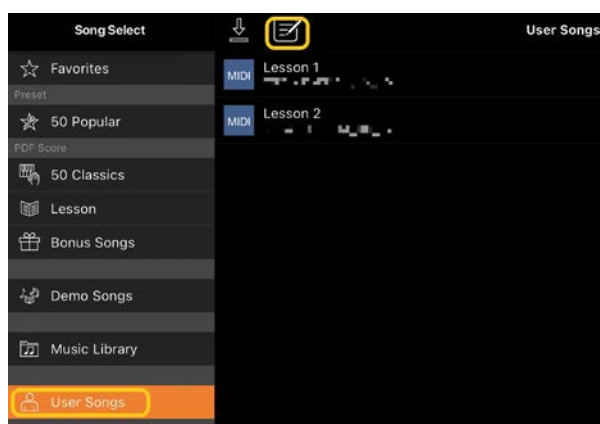 Song Select
User Songs
Favorites
Preset
50 Popular
PDF Score
50 Classics
Lesson
Bonus Songs
Demo Songs
Music Library
User Songs
MIDI
Lesson 1
MIDI
Lesson 2